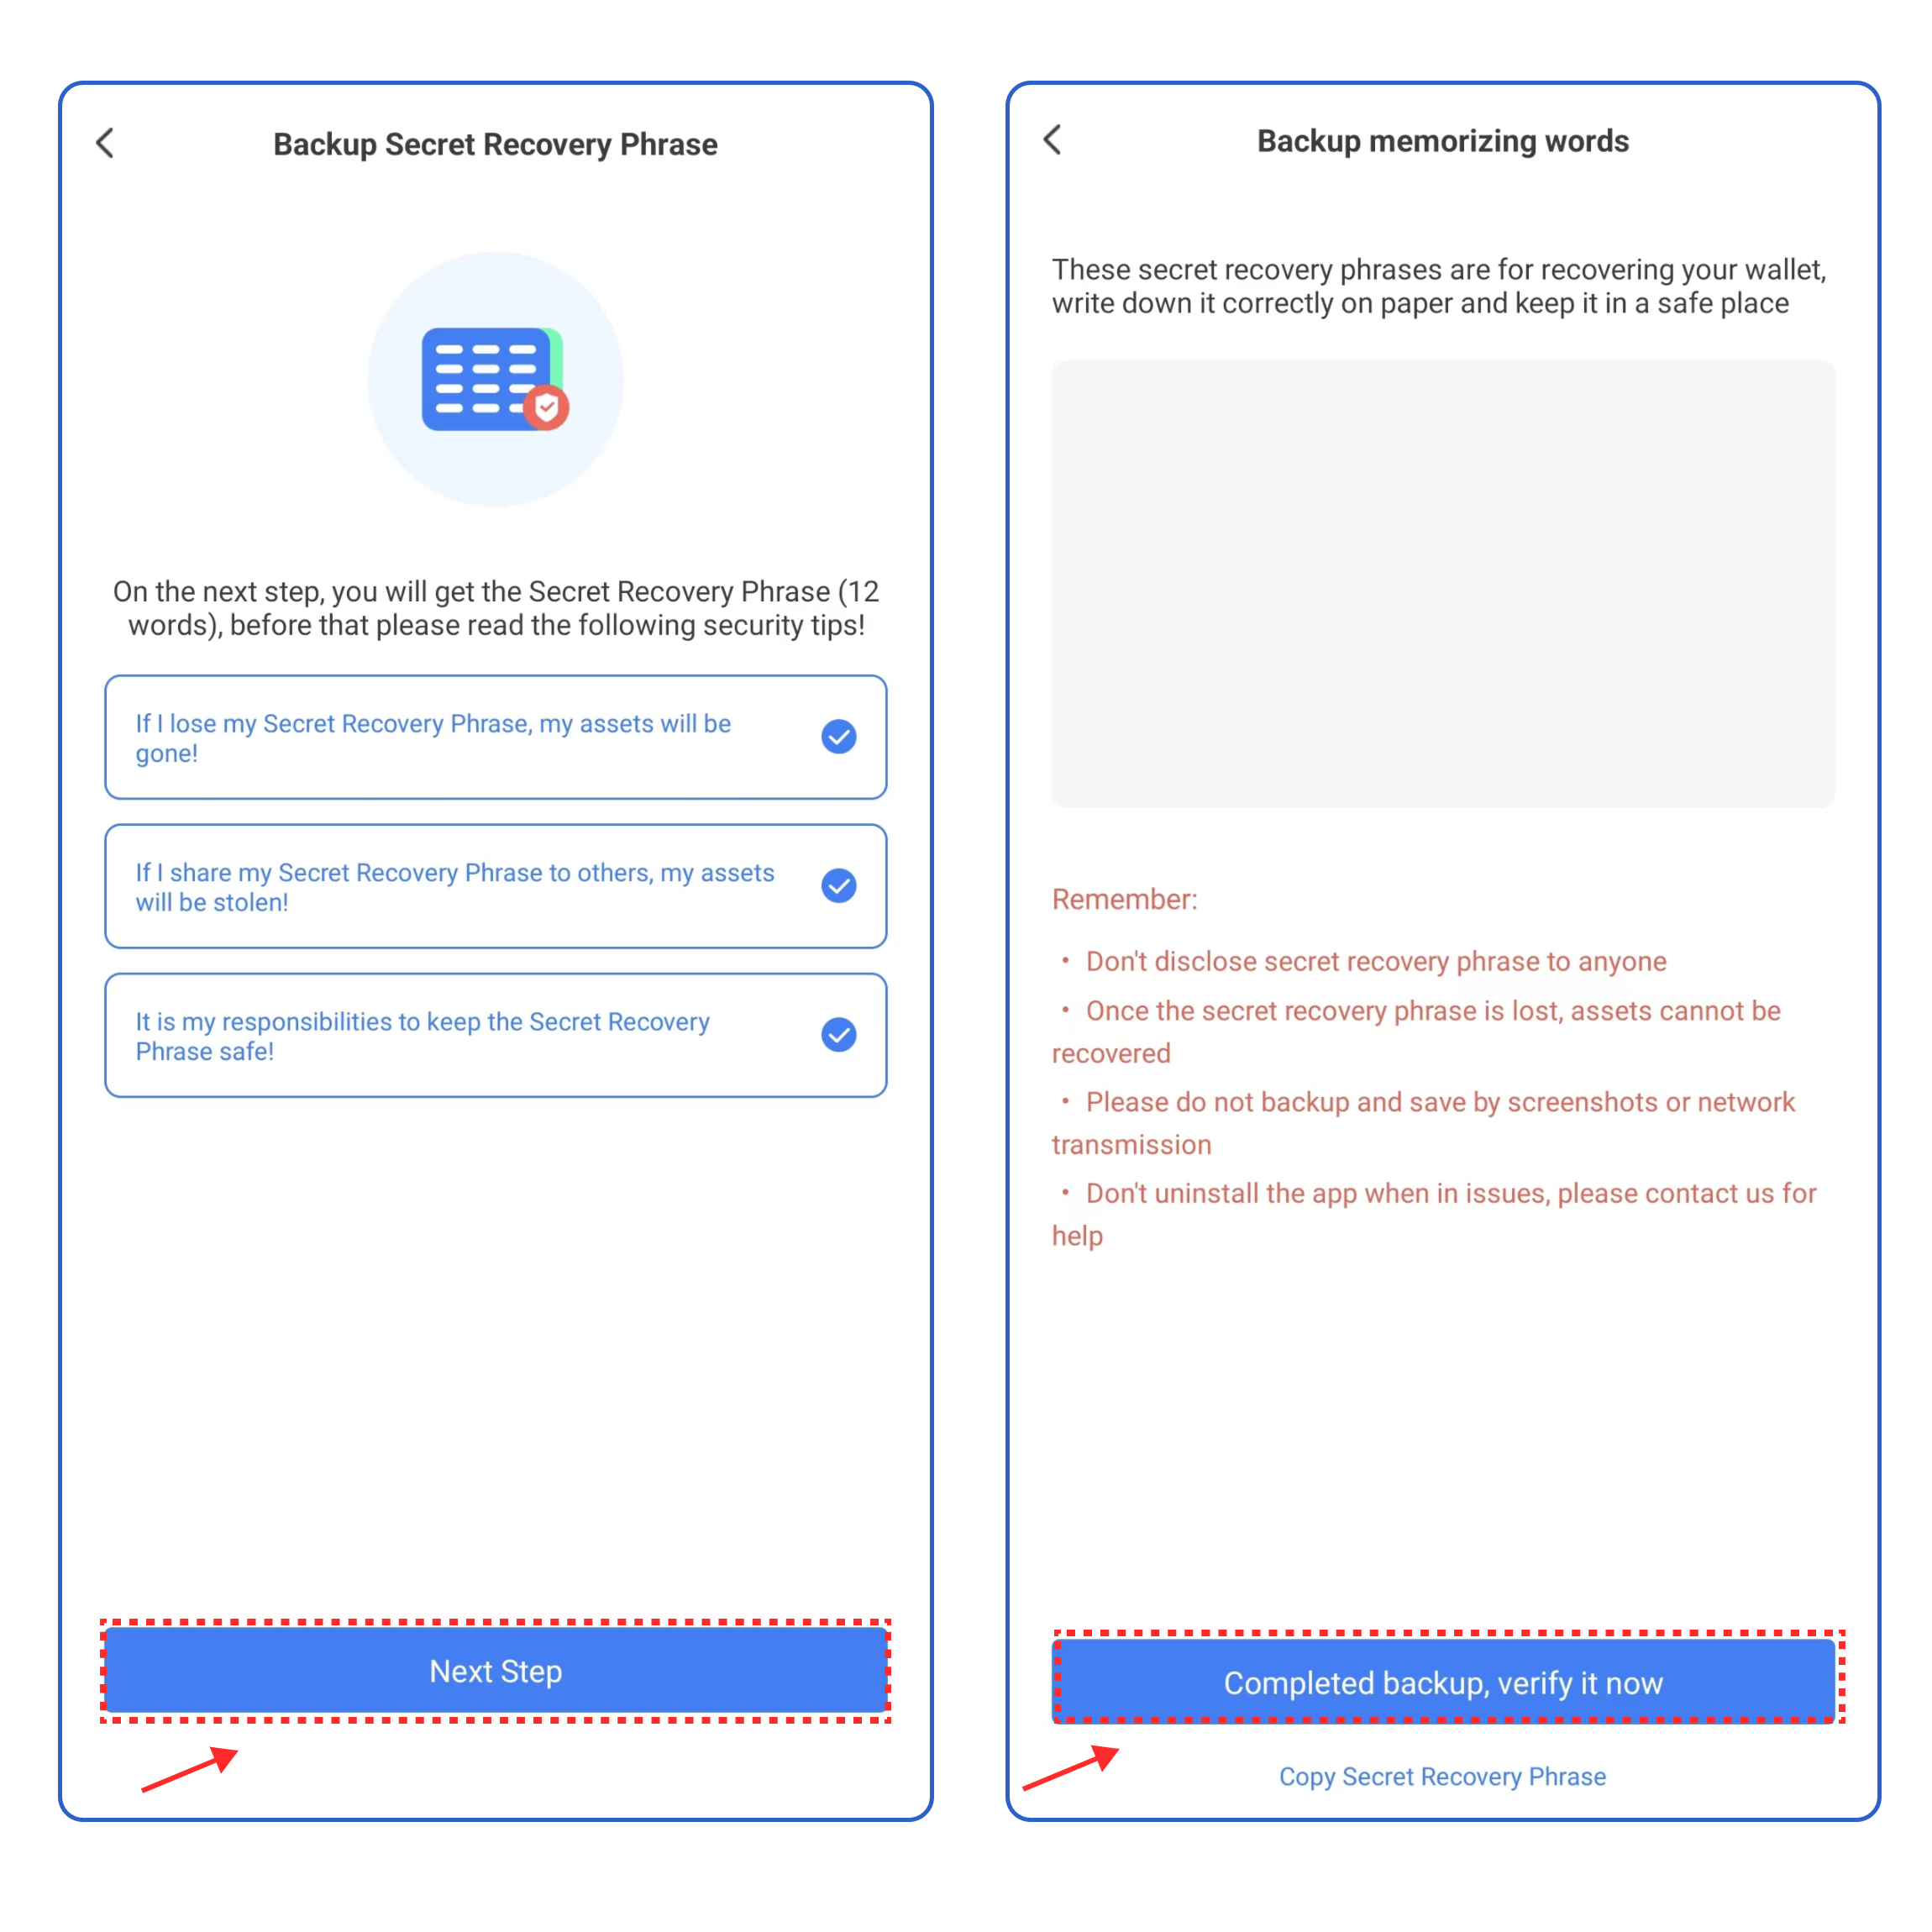 Backup Secret Recovery Phrase
On the next step, you will get the Secret Recovery Phrase (12
words), before that please read the following security tips!
If I lose my Secret Recovery Phrase, my assets will be
gone!
If I share my Secret Recovery Phrase to others, my assets
will be stolen!
It is my responsibilities to keep the Secret Recovery
Phrase safe!
Next Step
Backup memorizing words
These secret recovery phrases are for recovering your wallet,
write down it correctly on paper and keep it in a safe place
Remember:
• Don't disclose secret recovery phrase to anyone
• Once the secret recovery phrase is lost, assets cannot be
recovered
• Please do not backup and save by screenshots or network
transmission
• Don't uninstall the app when in issues, please contact us for
help
Completed backup, verify it now
Copy Secret Recovery Phrase